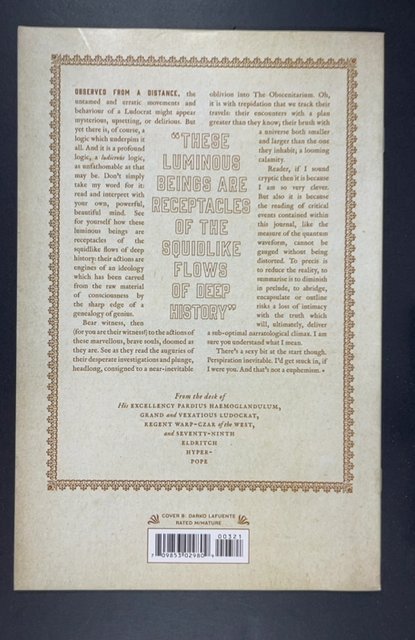 OBSERVED FROM A DISTANCE, the
untamed and erratic movements and
behaviour of a Ludocrat might appear
mysterious, upsetting, or delirious. But
yet there is, of course, a
logic which underpins it
all. And it is a profound
logic, a ludicrous logic,
as unfathomable as that
may be. Don't simply
take my word for it:
read and interpret with
your own, powerful,
beautiful mind. See
for yourself how these
luminous beings are
receptacles of the
squidlike flows of deep
history: their actions are
engines of an ideology
which has been carved
from the raw material
of consciousness by
the sharp edge of a
genealogy of genius.
Bear witness, then
(for you are their witness!) to the actions of
these marvellous, brave souls, doomed as
they are. See as they read the auguries of
their desperate investigations and plunge,
headlong, consigned to a near-inevitable
"THESE
LUMINOUS
BEINGS ARE
RECEPTACLES
OF THE
SQUIDLIKE
FLOWS
OF DEEP
HISTORY"
oblivion into The Obscenitarium. Oh,
it is with trepidation that we track their
travels: their encounters with a plan
greater than they know; their brush with
a universe both smaller
and larger than the one
they inhabit; a looming
calamity.
Reader, if I sound
cryptic then it is because
I am so very clever.
But also it is because
the reading of critical
events contained within
this journal, like the
measure of the quantum
waveform, cannot be
gauged without being
distorted. To precis is
to reduce the reality, to
summarise is to diminish
in prelude, to abridge,
encapsulate or outline
risks a loss of intimacy
with the truth which
will, ultimately, deliver
a sub-optimal narratological climax. I am
sure you understand what I mean.
There's a sexy bit at the start though.
Perspiration inevitable. I'd get stuck in, if
I were you. And that's not a euphemism.
From the desk of
His EXCELLENCY PARDIUS HAEMOGLANDULUM,
GRAND and VEXATIOUS LUDOCRAT,
REGENT WARP-CZAR of the WEST,
and SEVENTY-NINTH
ELDRITCH
HYPER-
POPE
COVER B: DARKO LAFUENTE
RATED M/MATURE
00321
7 09853 02980 9